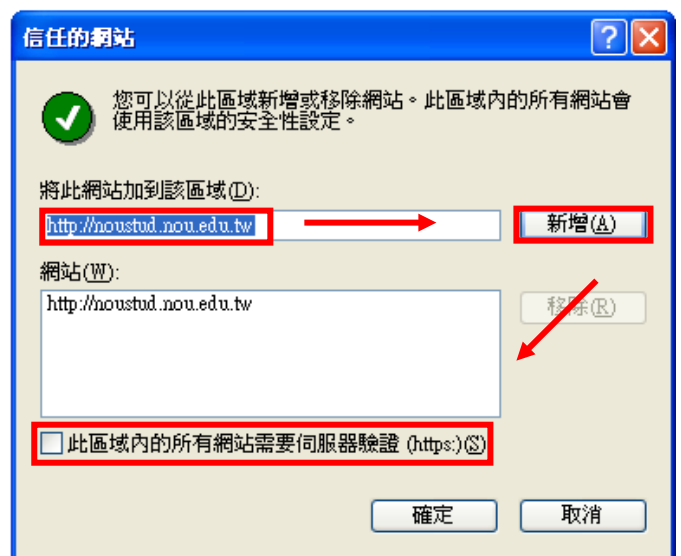 信任的網站
您可以從此區域新增或移除網站。此區域內的所有網站會
使用該區域的安全性設定。
將此網站加到該區域(D):
http://noustud.nou.edu.tw
新增(A)
網站(W):
http://noustud.nou.edu.tw
移除(R)
此區域內的所有網站需要伺服器驗證 (https:)(S)
確定
取消